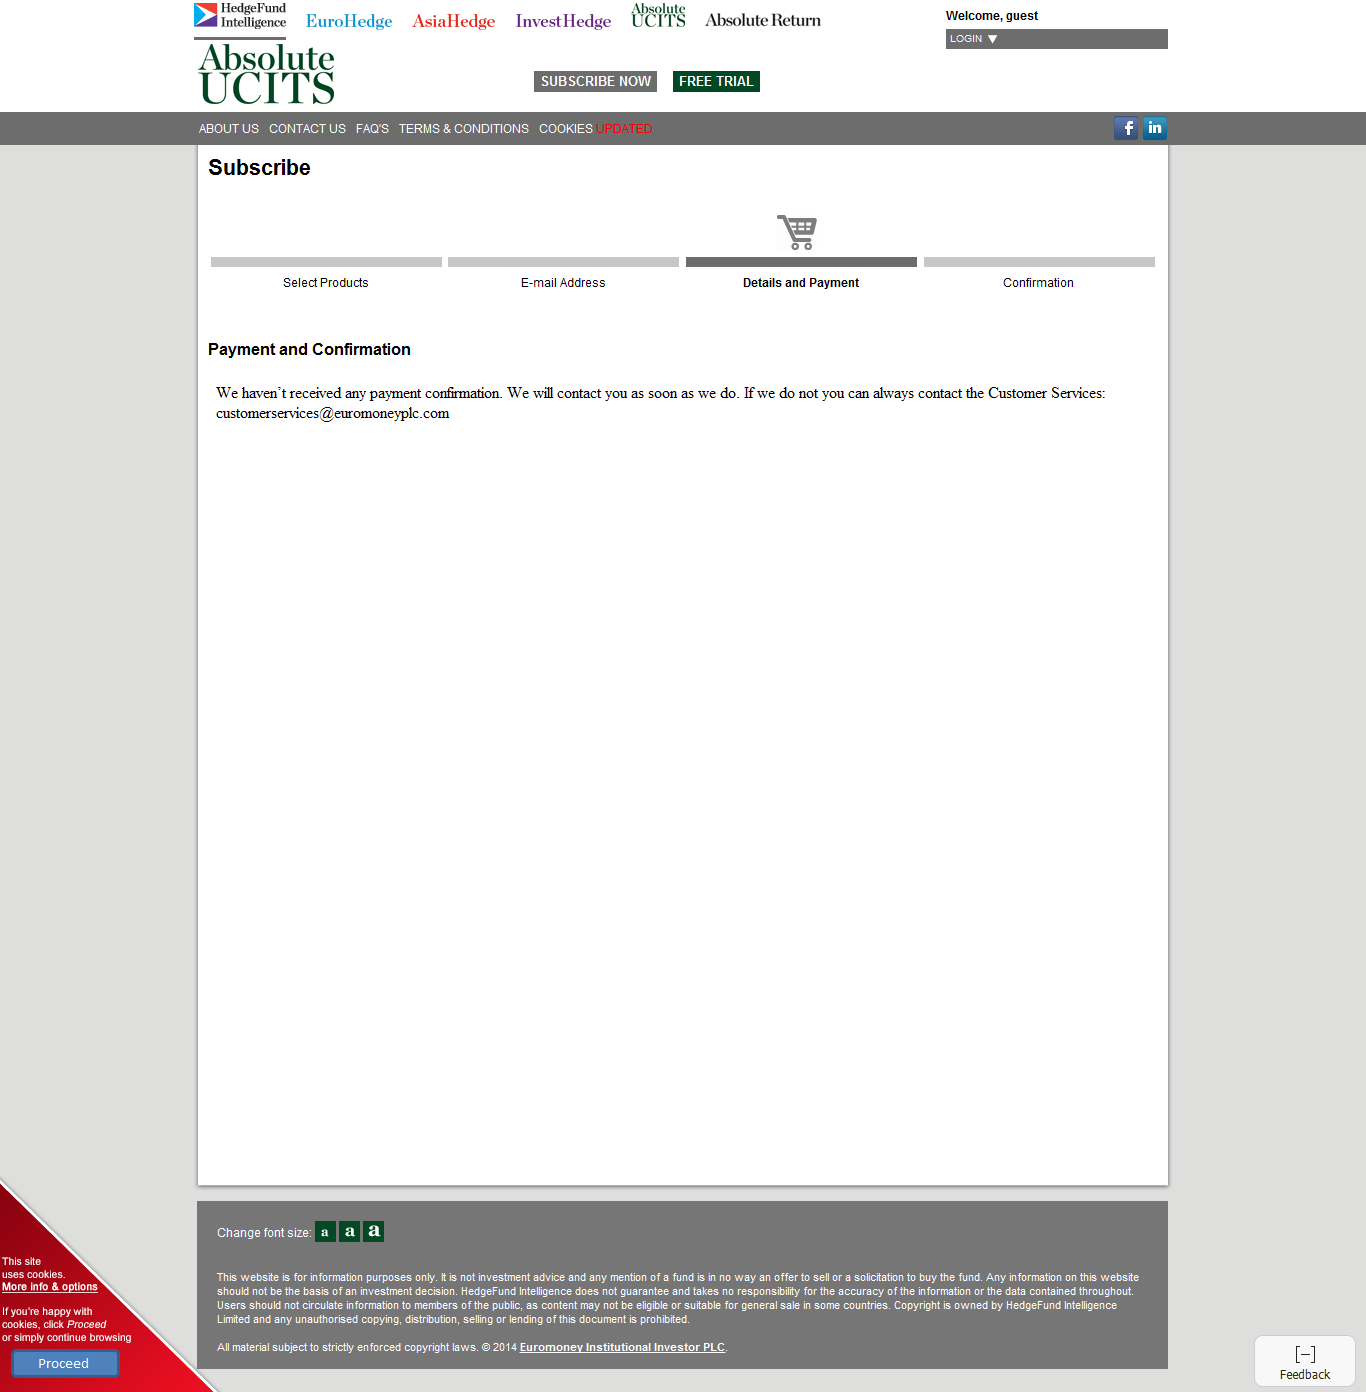 HedgeFund
Intelligence
EuroHedge
AsiaHedge
InvestHedge
Absolute
UCITS
Absolute Return
Welcome, guest
LOGIN
Absolute
UCITS
SUBSCRIBE NOW
FREE TRIAL
ABOUT US CONTACT US FAQ'S TERMS & CONDITIONS COOKIES UPDATED
f in
Subscribe
Select Products
E-mail Address
Details and Payment
Confirmation
Payment and Confirmation
We haven't received any payment confirmation. We will contact you as soon as we do. If we do not you can always contact the Customer Services:
customerservices@euromoneyplc.com
Change font size: a a a
This website is for information purposes only. It is not investment advice and any mention of a fund is in no way an offer to sell or a solicitation to buy the fund. Any information on this website
should not be the basis of an investment decision. HedgeFund Intelligence does not guarantee and takes no responsibility for the accuracy of the information or the data contained throughout.
Users should not circulate information to members of the public, as content may not be eligible or suitable for general sale in some countries. Copyright is owned by HedgeFund Intelligence
Limited and any unauthorised copying, distribution, selling or lending of this document is prohibited.
All material subject to strictly enforced copyright laws. © 2014 Euromoney Institutional Investor PLC.
This site
uses cookies.
More info & options
If you're happy with
cookies, click Proceed
or simply continue browsing
Proceed
[–]
Feedback